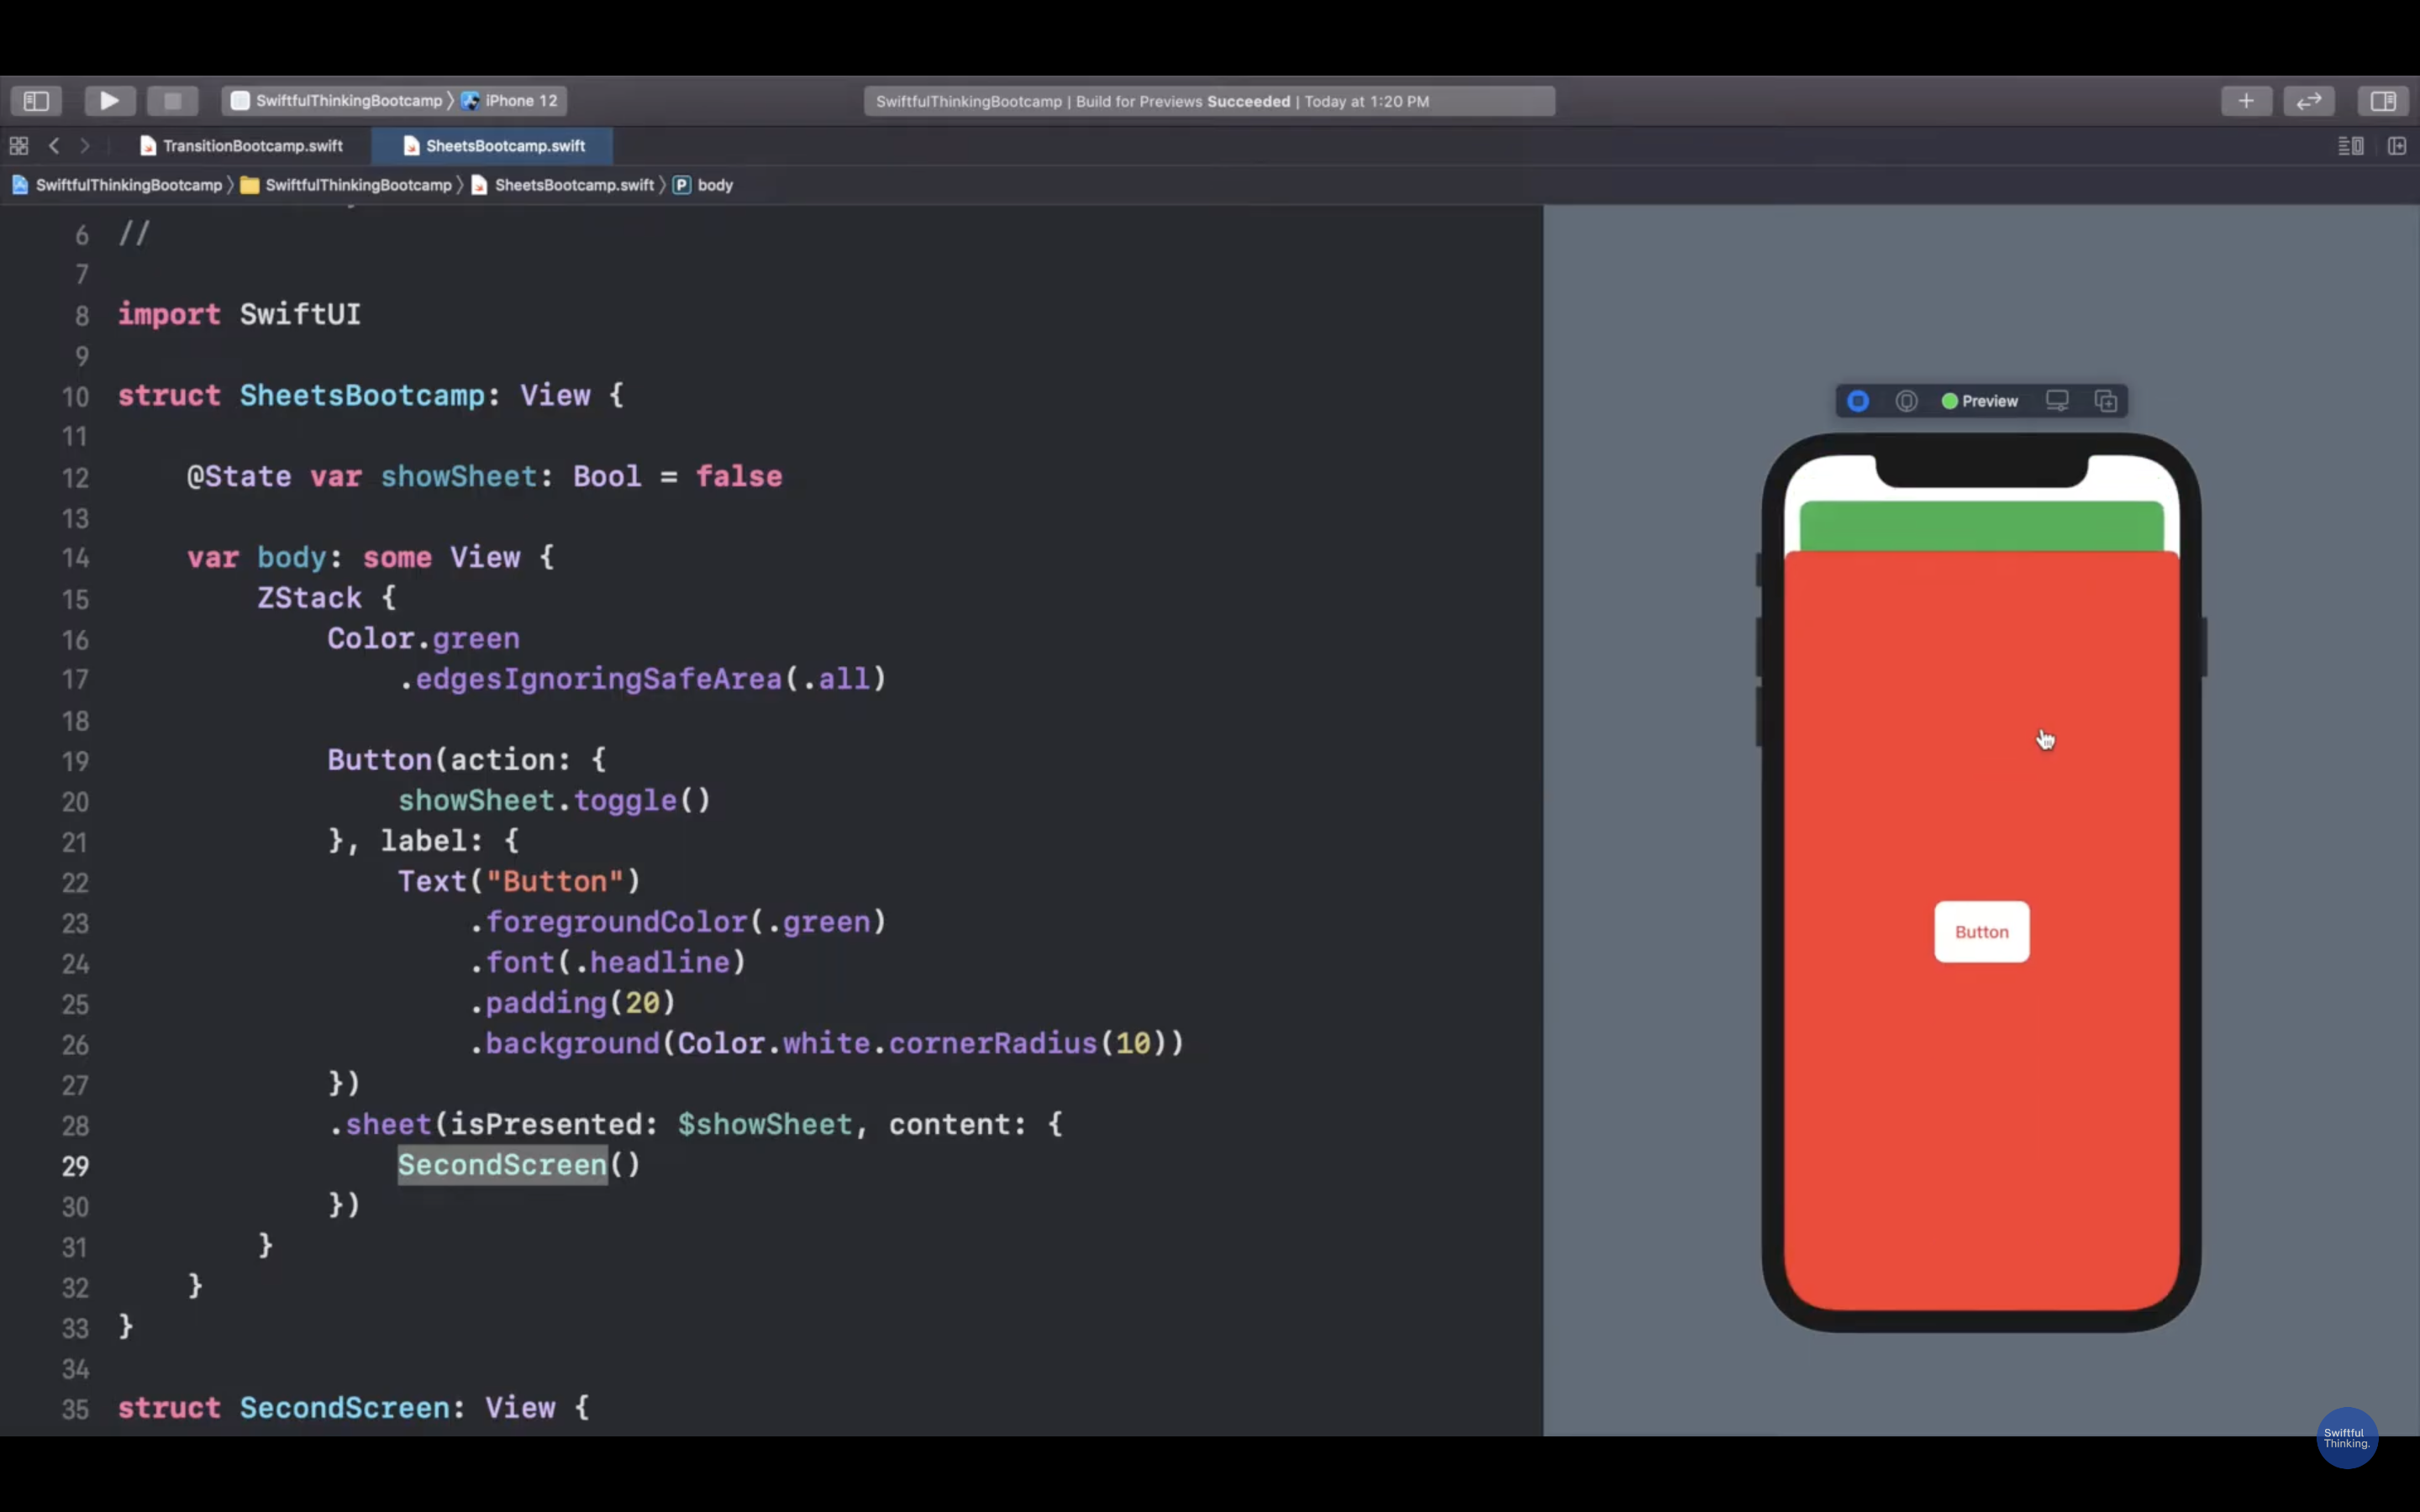 SwiftfulThinkingBootcamp 〉 iPhone 12
SwiftfulThinkingBootcamp | Build for Previews Succeeded | Today at 1:20 PM
TransitionBootcamp.swift
SheetsBootcamp.swift
SwiftfulThinkingBootcamp 〉 SwiftfulThinkingBootcamp 〉 SheetsBootcamp.swift 〉 P body
6 //
7
8 import SwiftUI
9
10 struct SheetsBootcamp: View {
11
12     @State var showSheet: Bool = false
13
14     var body: some View {
15         ZStack {
16             Color.green
17                 .edgesIgnoringSafeArea(.all)
18
19             Button(action: {
20                 showSheet.toggle()
21             }, label: {
22                 Text("Button")
23                     .foregroundColor(.green)
24                     .font(.headline)
25                     .padding(20)
26                     .background(Color.white.cornerRadius(10))
27             })
28             .sheet(isPresented: $showSheet, content: {
29                 SecondScreen()
30             })
31         }
32     }
33 }
34
35 struct SecondScreen: View {
Preview
Button
Swiftful
Thinking.